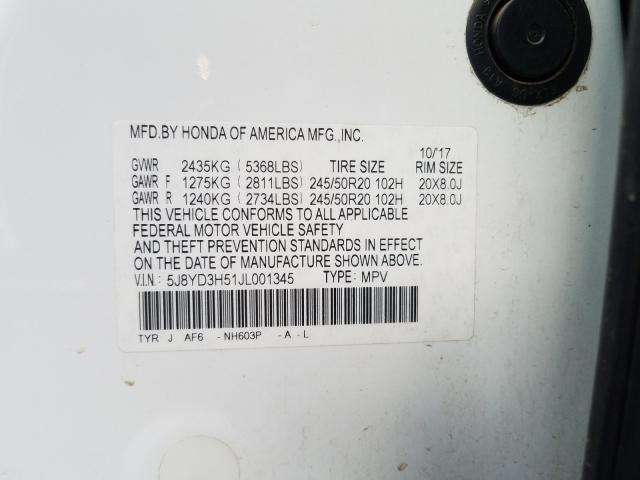 HONDA
MFD.BY HONDA OF AMERICA MFG.,INC.
10/'17
GVWR 2435KG ( 5368LBS) TIRE SIZE RIM SIZE
GAWR F 1275KG ( 2811LBS) 245/50R20 102H 20X8.0J
GAWR R 1240KG ( 2734LBS) 245/50R20 102H 20X8.0J
THIS VEHICLE CONFORMS TO ALL APPLICABLE
FEDERAL MOTOR VEHICLE SAFETY
AND THEFT PREVENTION STANDARDS IN EFFECT
ON THE DATE OF MANUFACTURE SHOWN ABOVE.
V.I.N.: 5J8YD3H51JL001345 TYPE: MPV
TYR J AF6 - NH603P - A - L